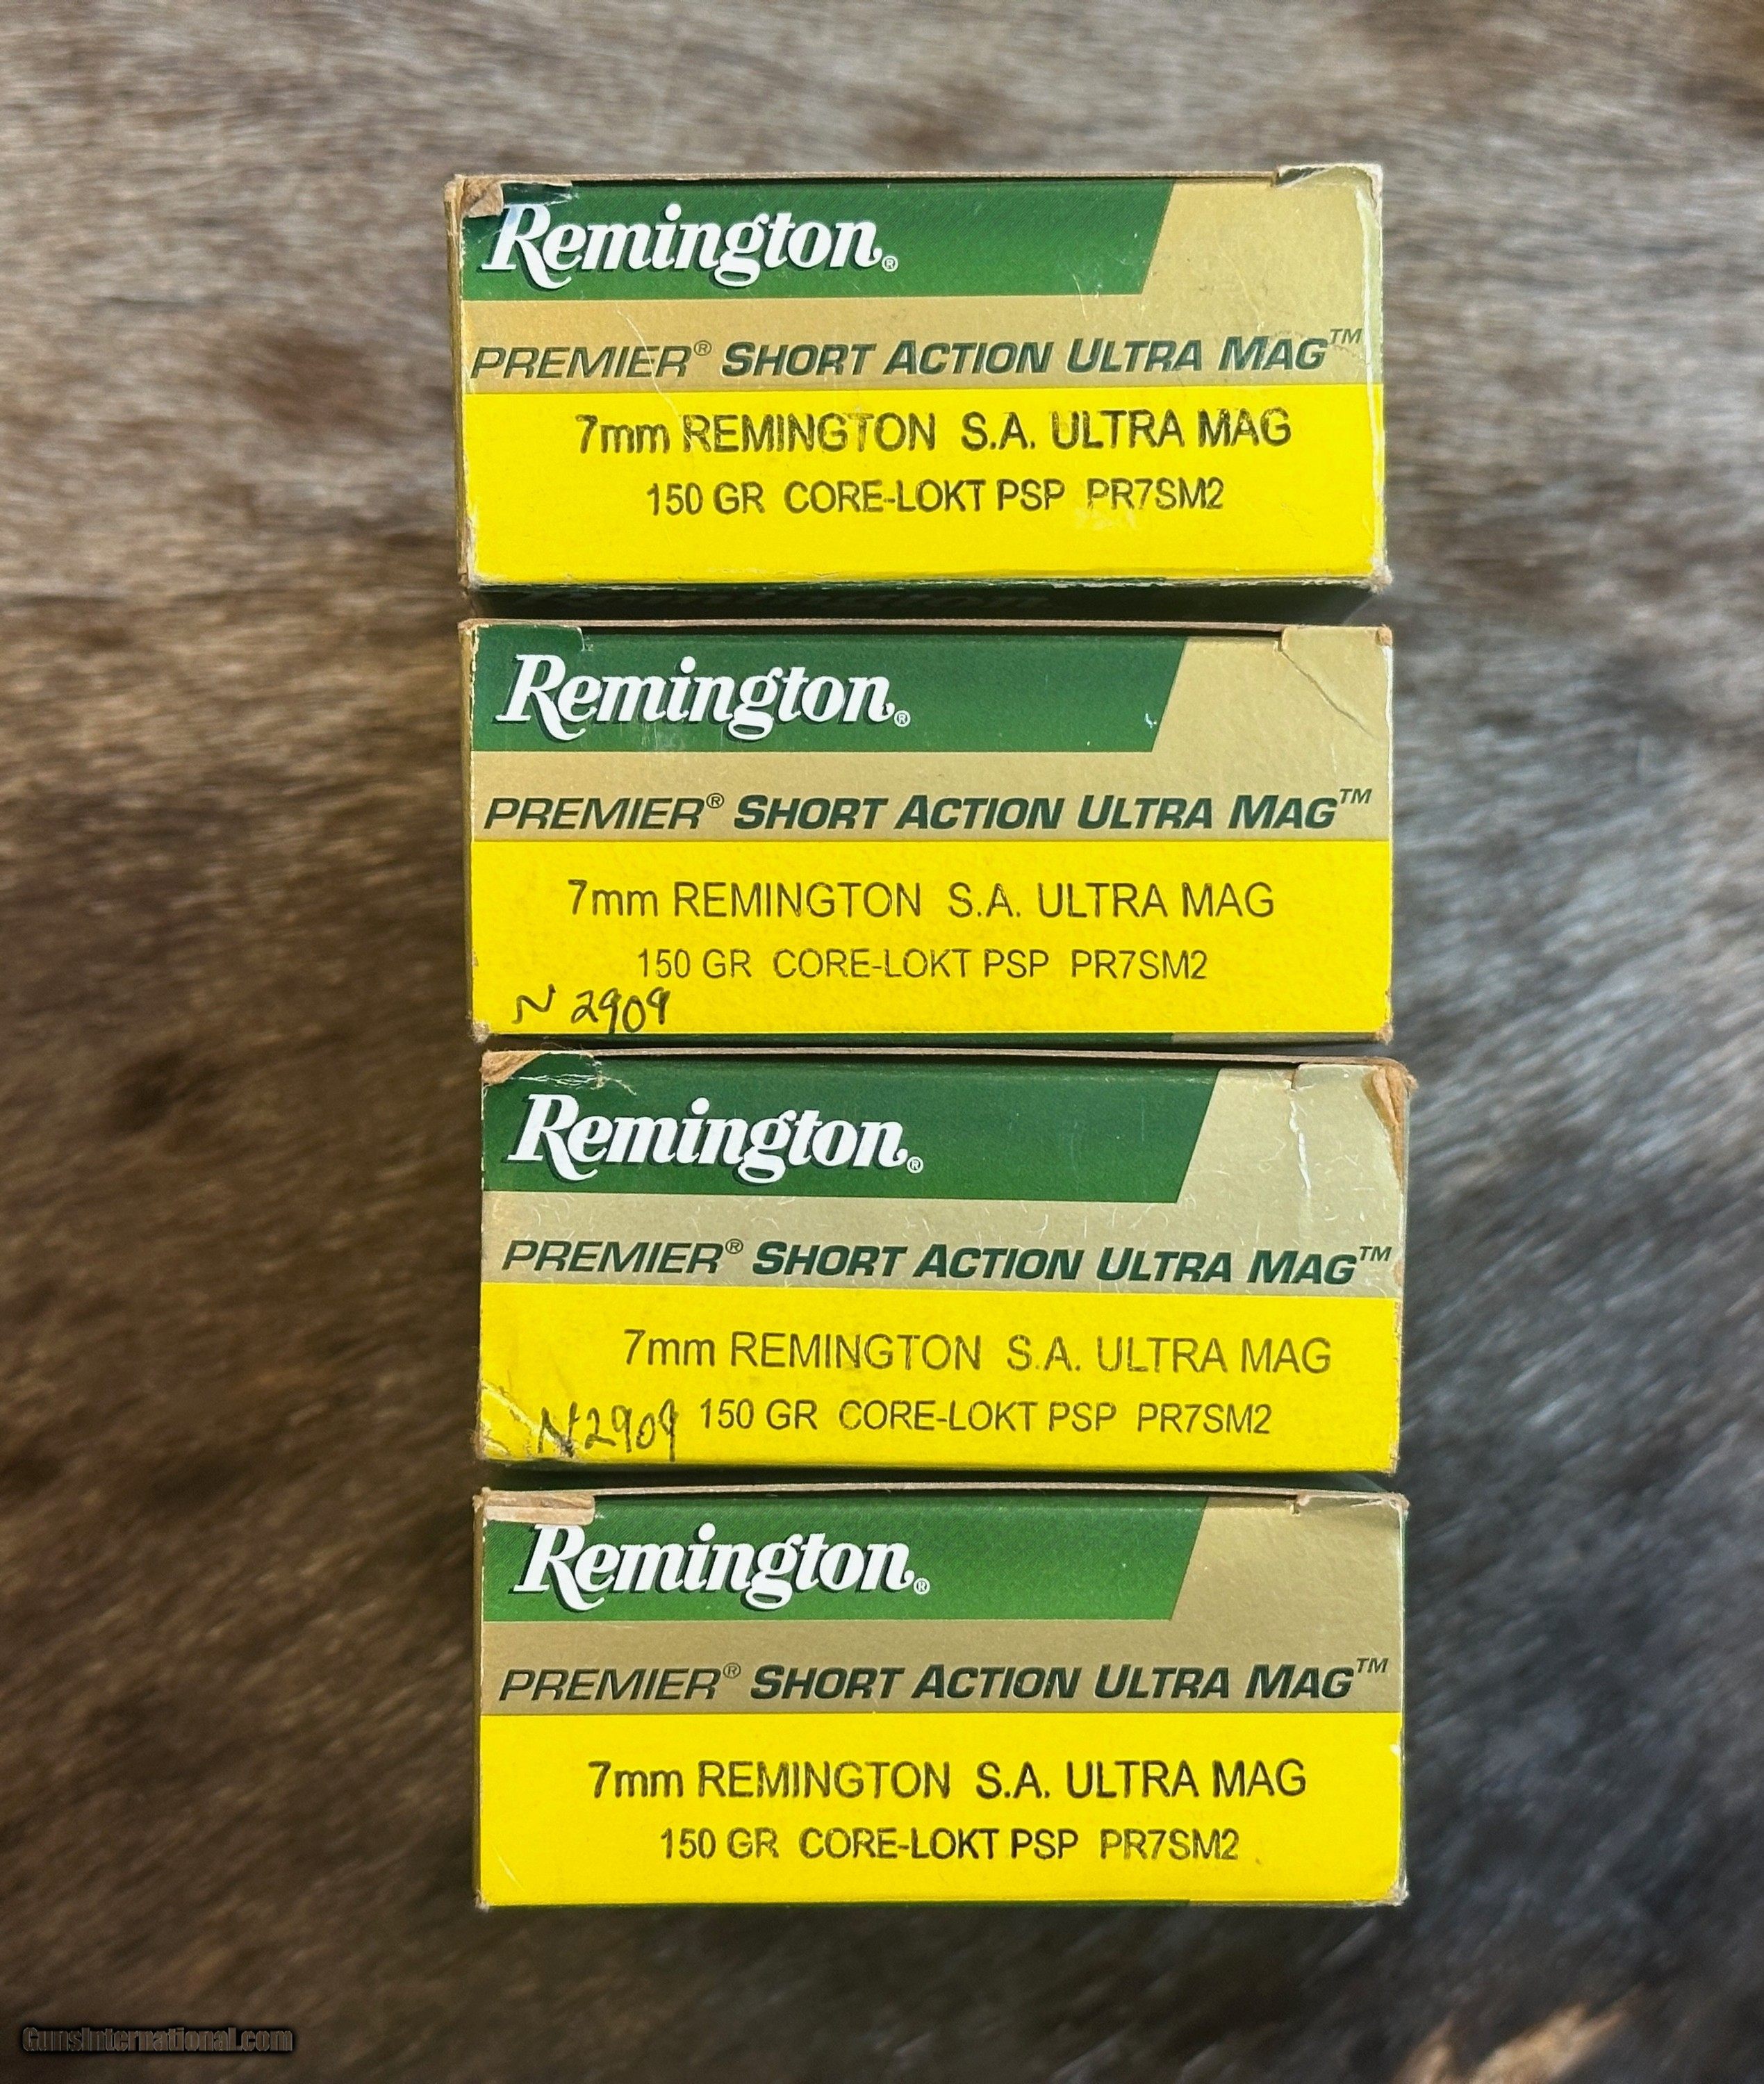 Remington®
PREMIER® SHORT ACTION ULTRA MAG™
7mm REMINGTON S.A. ULTRA MAG
150 GR CORE-LOKT PSP PR7SM2
Remington®
PREMIER® SHORT ACTION ULTRA MAG™
7mm REMINGTON S.A. ULTRA MAG
150 GR CORE-LOKT PSP PR7SM2
N 2909
Remington®
PREMIER® SHORT ACTION ULTRA MAG™
7mm REMINGTON S.A. ULTRA MAG
N2909 150 GR CORE-LOKT PSP PR7SM2
Remington®
PREMIER® SHORT ACTION ULTRA MAG™
7mm REMINGTON S.A. ULTRA MAG
150 GR CORE-LOKT PSP PR7SM2
GunsInternational.com